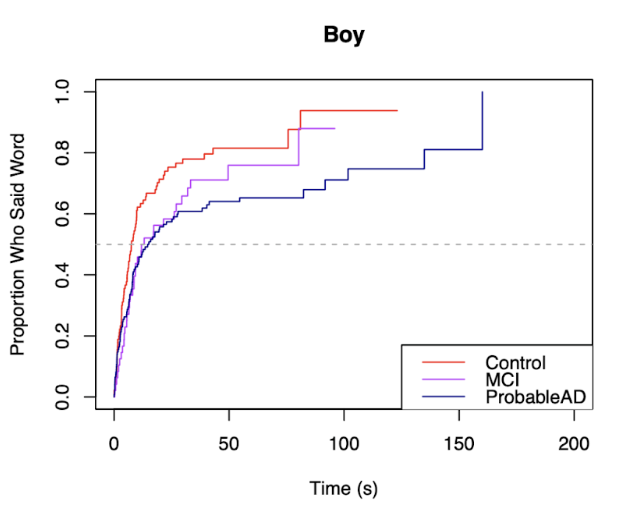 Boy
Proportion Who Said Word
1.0
0.8
0.6
0.4
0.2
0.0
0 50 100 150 200
Time (s)
Control
MCI
ProbableAD